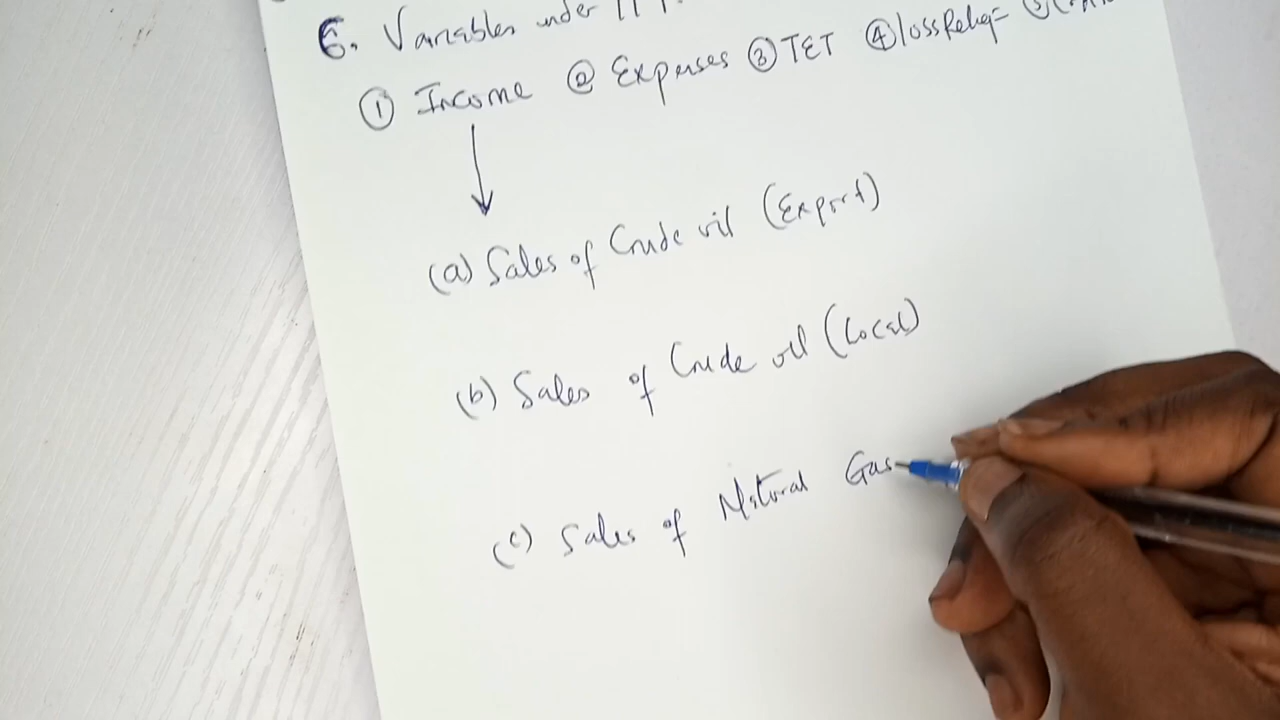 6. Variables under
① Income ② Expenses ③ TET ④ loss Relief
(a) Sales of Crude oil (Export)
(b) Sales of Crude oil (Local)
(c) Sales of Natural Gas